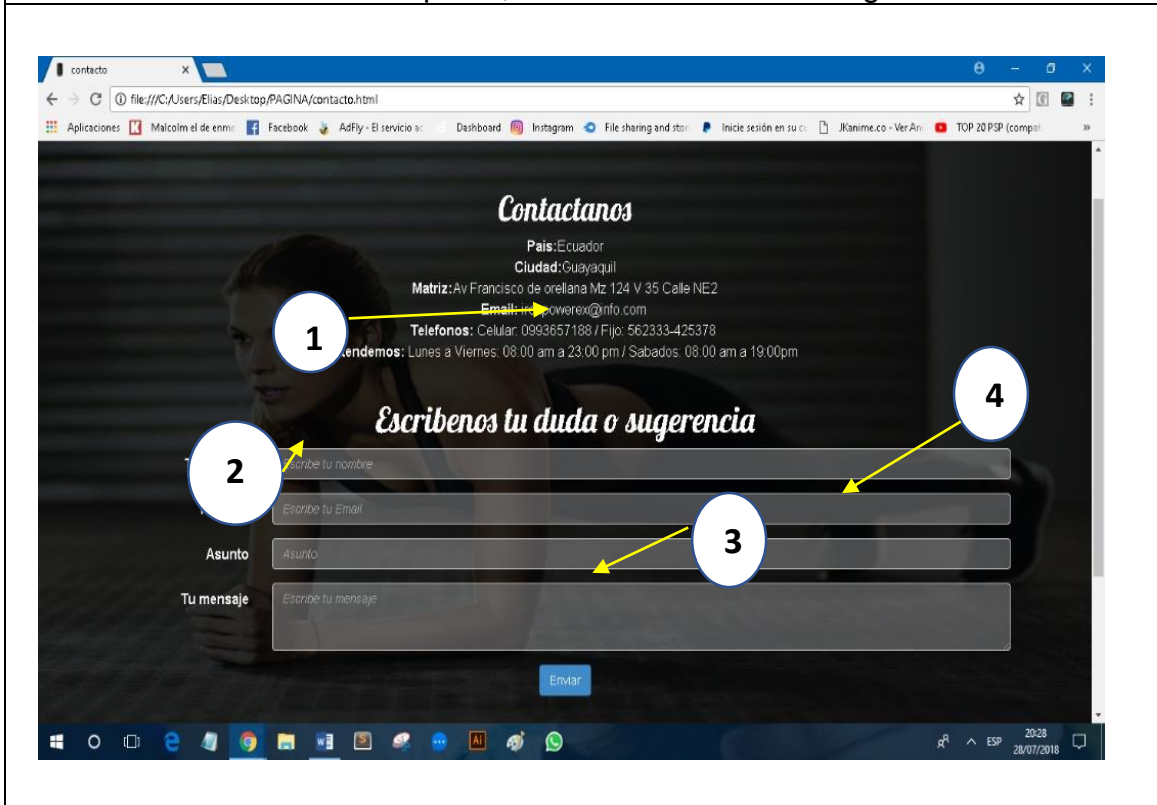 contacto
file:///C:/Users/Elias/Desktop/PAGINA/contacto.html
Aplicaciones Malcolm el de enme Facebook AdFly - El servicio ac Dashboard Instagram File sharing and stor Inicie sesión en su c JKanime.co - Ver Ani TOP 20 PSP (compat
Contactanos
Pais:Ecuador
Ciudad:Guayaquil
Matriz:Av Francisco de orellana Mz 124 V 35 Calle NE2
Email: @info.com
1
Telefonos: Celular: 0993657188 / Fijo: 562333-425378
Lunes a Viernes: 08:00 am a 23:00 pm / Sabados: 08:00 am a 19:00pm
4
Escribenos tu duda o sugerencia
2
Escribe tu nombre
Escribe tu Email
3
Asunto Asunto
Tu mensaje Escribe tu mensaje
Enviar
ESP 20:28
28/07/2018